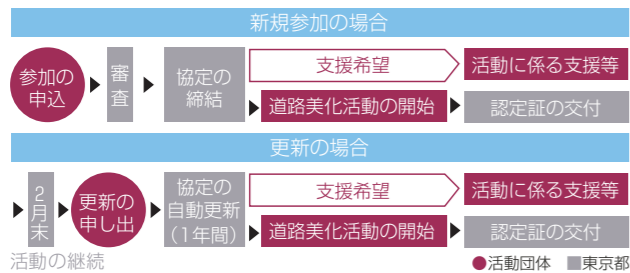 新規参加の場合
参加の
申込
審
査
協定の
締結
支援希望
活動に係る支援等
道路美化活動の開始
認定証の交付
更新の場合
2
月
末
更新の
申し出
協定の
自動更新
（1年間）
支援希望
活動に係る支援等
道路美化活動の開始
認定証の交付
活動の継続
●活動団体 ■東京都